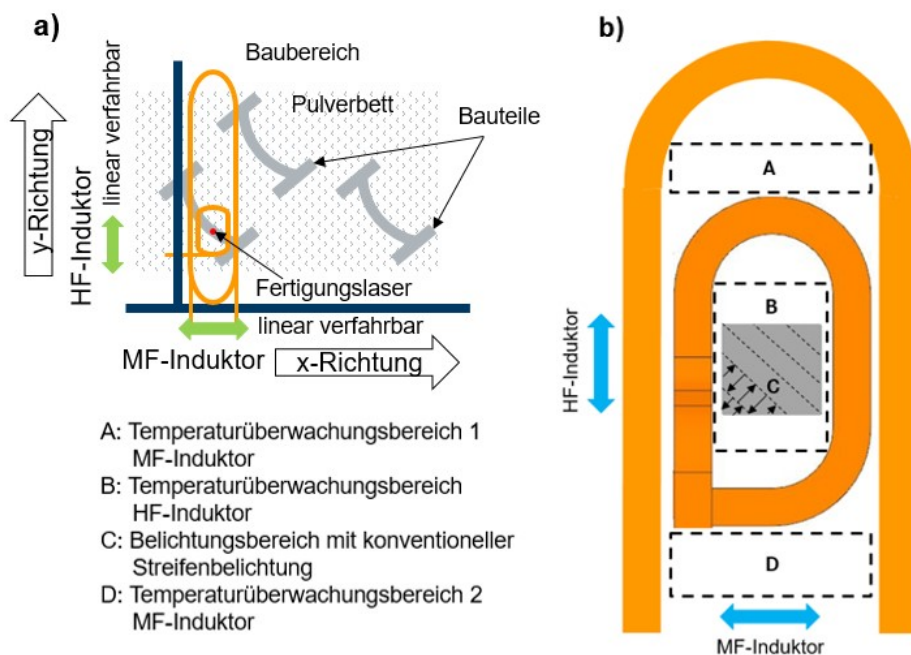 a)
Baubereich
Pulverbett
Bauteile
y-Richtung
HF-Induktor
linear verfahrbar
Fertigungslaser
linear verfahrbar
MF-Induktor
x-Richtung
A: Temperaturüberwachungsbereich 1
MF-Induktor
B: Temperaturüberwachungsbereich
HF-Induktor
C: Belichtungsbereich mit konventioneller
Streifenbelichtung
D: Temperaturüberwachungsbereich 2
MF-Induktor
b)
A
B
C
HF-Induktor
D
MF-Induktor